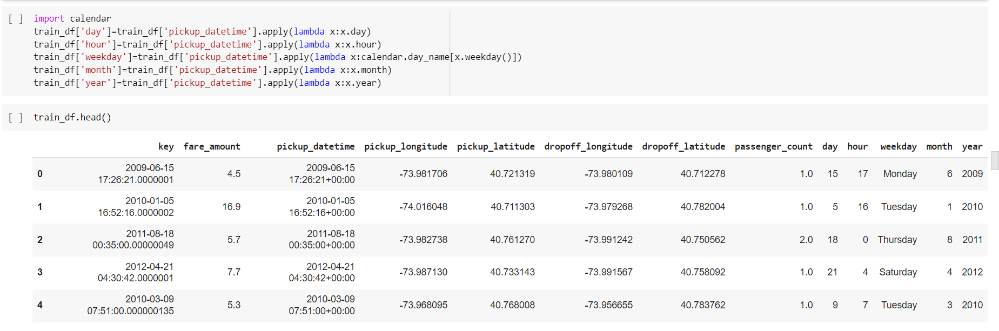 [ ] import calendar
train_df['day']=train_df['pickup_datetime'].apply(lambda x:x.day)
train_df['hour']=train_df['pickup_datetime'].apply(lambda x:x.hour)
train_df['weekday']=train_df['pickup_datetime'].apply(lambda x:calendar.day_name[x.weekday()])
train_df['month']=train_df['pickup_datetime'].apply(lambda x:x.month)
train_df['year']=train_df['pickup_datetime'].apply(lambda x:x.year)
[ ] train_df.head()
key fare_amount pickup_datetime pickup_longitude pickup_latitude dropoff_longitude dropoff_latitude passenger_count day hour weekday month year
0 2009-06-15 17:26:21.0000001 4.5 2009-06-15 17:26:21+00:00 -73.981706 40.721319 -73.980109 40.712278 1.0 15 17 Monday 6 2009
1 2010-01-05 16:52:16.0000002 16.9 2010-01-05 16:52:16+00:00 -74.016048 40.711303 -73.979268 40.782004 1.0 5 16 Tuesday 1 2010
2 2011-08-18 00:35:00.00000049 5.7 2011-08-18 00:35:00+00:00 -73.982738 40.761270 -73.991242 40.750562 2.0 18 0 Thursday 8 2011
3 2012-04-21 04:30:42.0000001 7.7 2012-04-21 04:30:42+00:00 -73.987130 40.733143 -73.991567 40.758092 1.0 21 4 Saturday 4 2012
4 2010-03-09 07:51:00.000000135 5.3 2010-03-09 07:51:00+00:00 -73.968095 40.768008 -73.956655 40.783762 1.0 9 7 Tuesday 3 2010